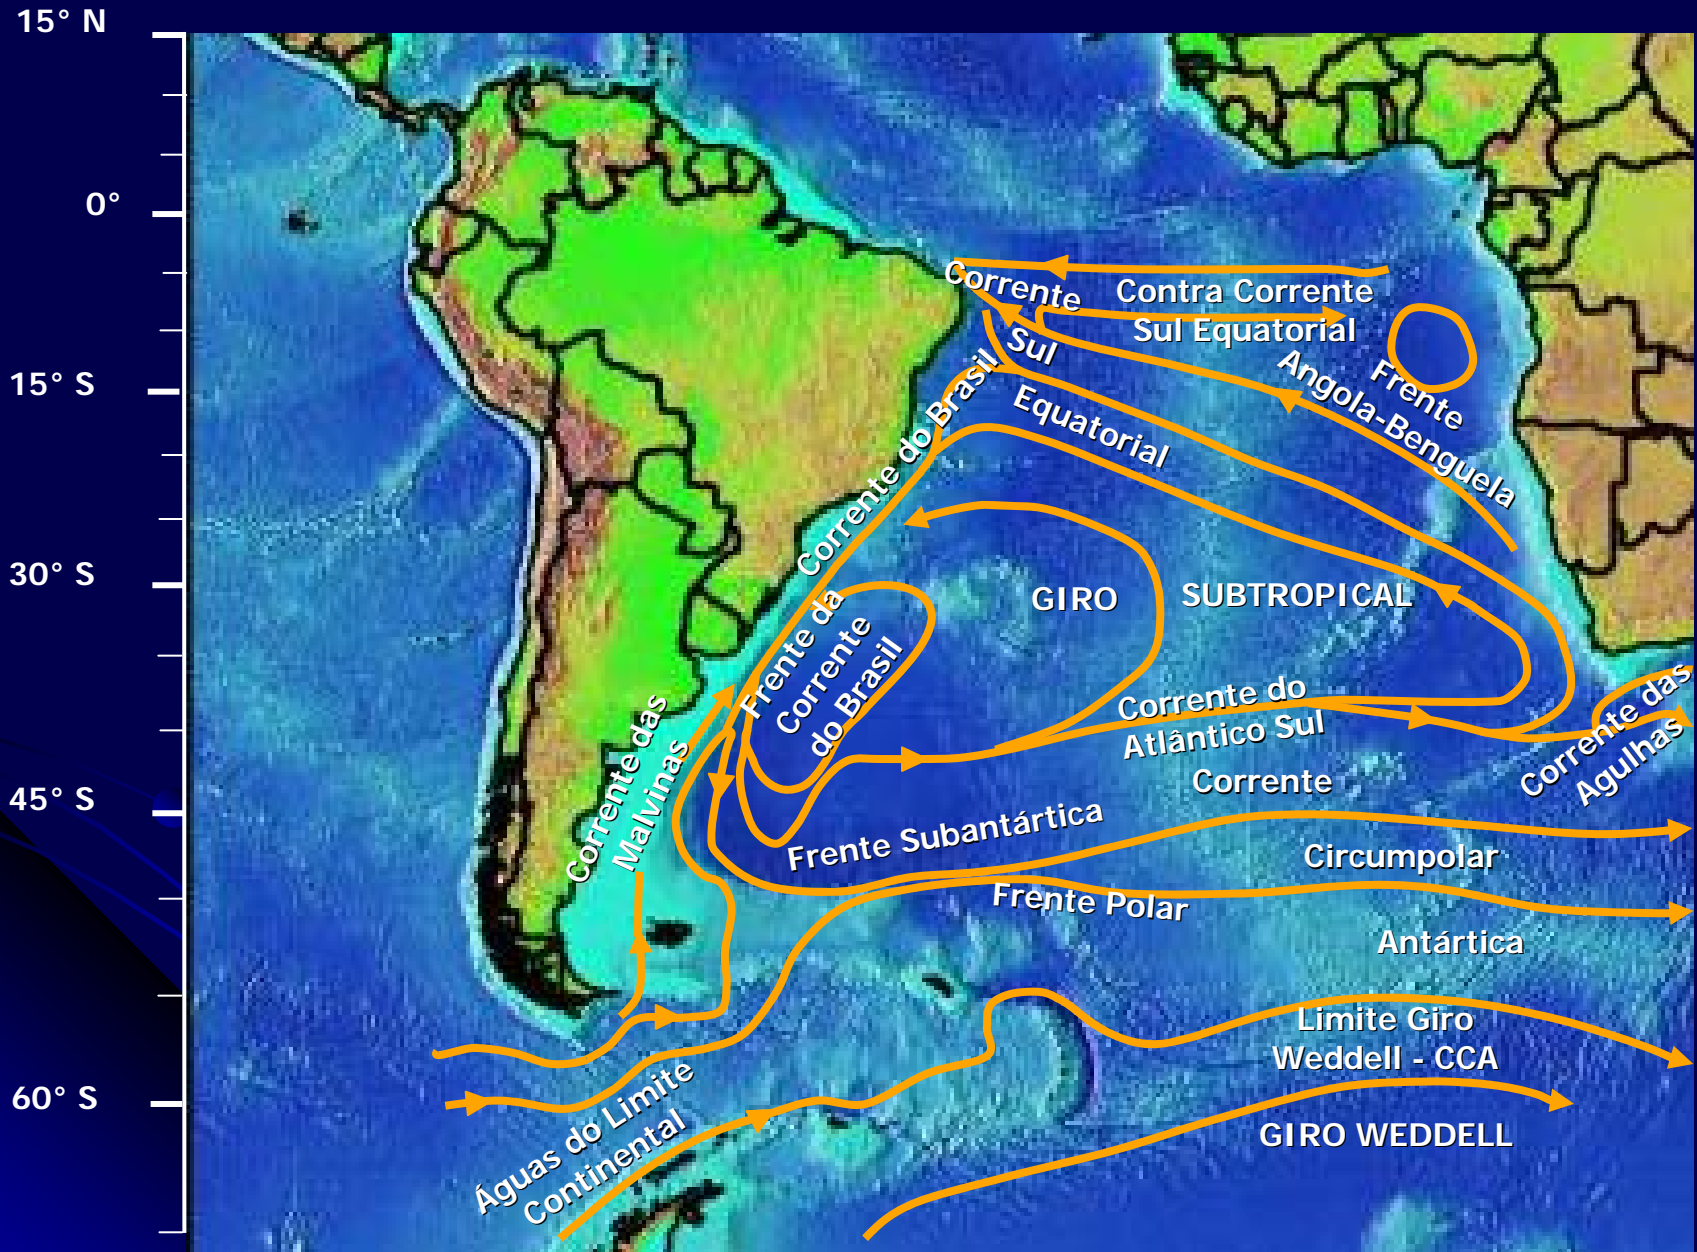 15° N
0°
15° S
30° S
45° S
60° S
Corrente
Sul
Equatorial
Contra Corrente
Sul Equatorial
Frente
Angola-Benguela
Corrente do Brasil
GIRO SUBTROPICAL
Frente da
Corrente
do Brasil
Corrente das
Malvinas
Corrente do
Atlântico Sul
Corrente das
Agulhas
Corrente
Circumpolar
Antártica
Frente Subantártica
Frente Polar
Limite Giro
Weddell - CCA
GIRO WEDDELL
Águas do Limite
Continental